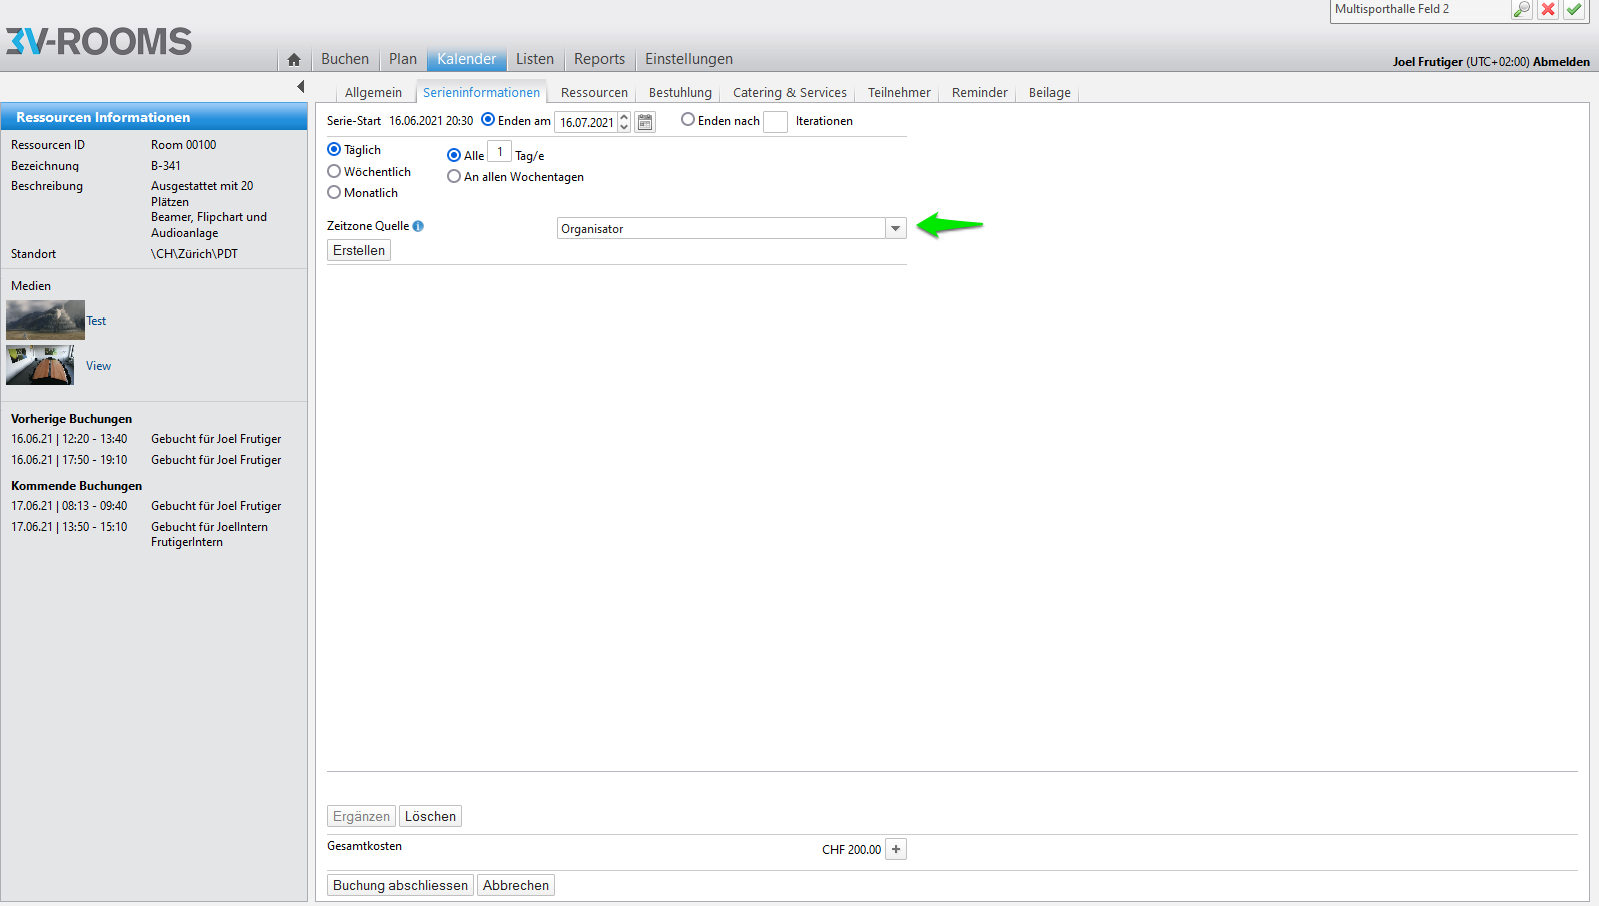 Multisporthalle Feld 2
3V-ROOMS
Buchen Plan Kalender Listen Reports Einstellungen
Joel Frutiger (UTC+02:00) Abmelden
Allgemein Serieninformationen Ressourcen Bestuhlung Catering & Services Teilnehmer Reminder Beilage
Ressourcen Informationen
Ressourcen ID Room 00100
Bezeichnung B-341
Beschreibung Ausgestattet mit 20
Plätzen
Beamer, Flipchart und
Audioanlage
Standort \CH\Zürich\PDT
Medien
Test
View
Vorherige Buchungen
16.06.21 | 12:20 - 13:40 Gebucht für Joel Frutiger
16.06.21 | 17:50 - 19:10 Gebucht für Joel Frutiger
Kommende Buchungen
17.06.21 | 08:13 - 09:40 Gebucht für Joel Frutiger
17.06.21 | 13:50 - 15:10 Gebucht für JoelIntern
FrutigerIntern
Serie-Start 16.06.2021 20:30 Enden am 16.07.2021 Enden nach Iterationen
Täglich
Wöchentlich
Monatlich
Alle 1 Tag/e
An allen Wochentagen
Zeitzone Quelle Organisator
Erstellen
Ergänzen Löschen
Gesamtkosten CHF 200.00 +
Buchung abschliessen Abbrechen